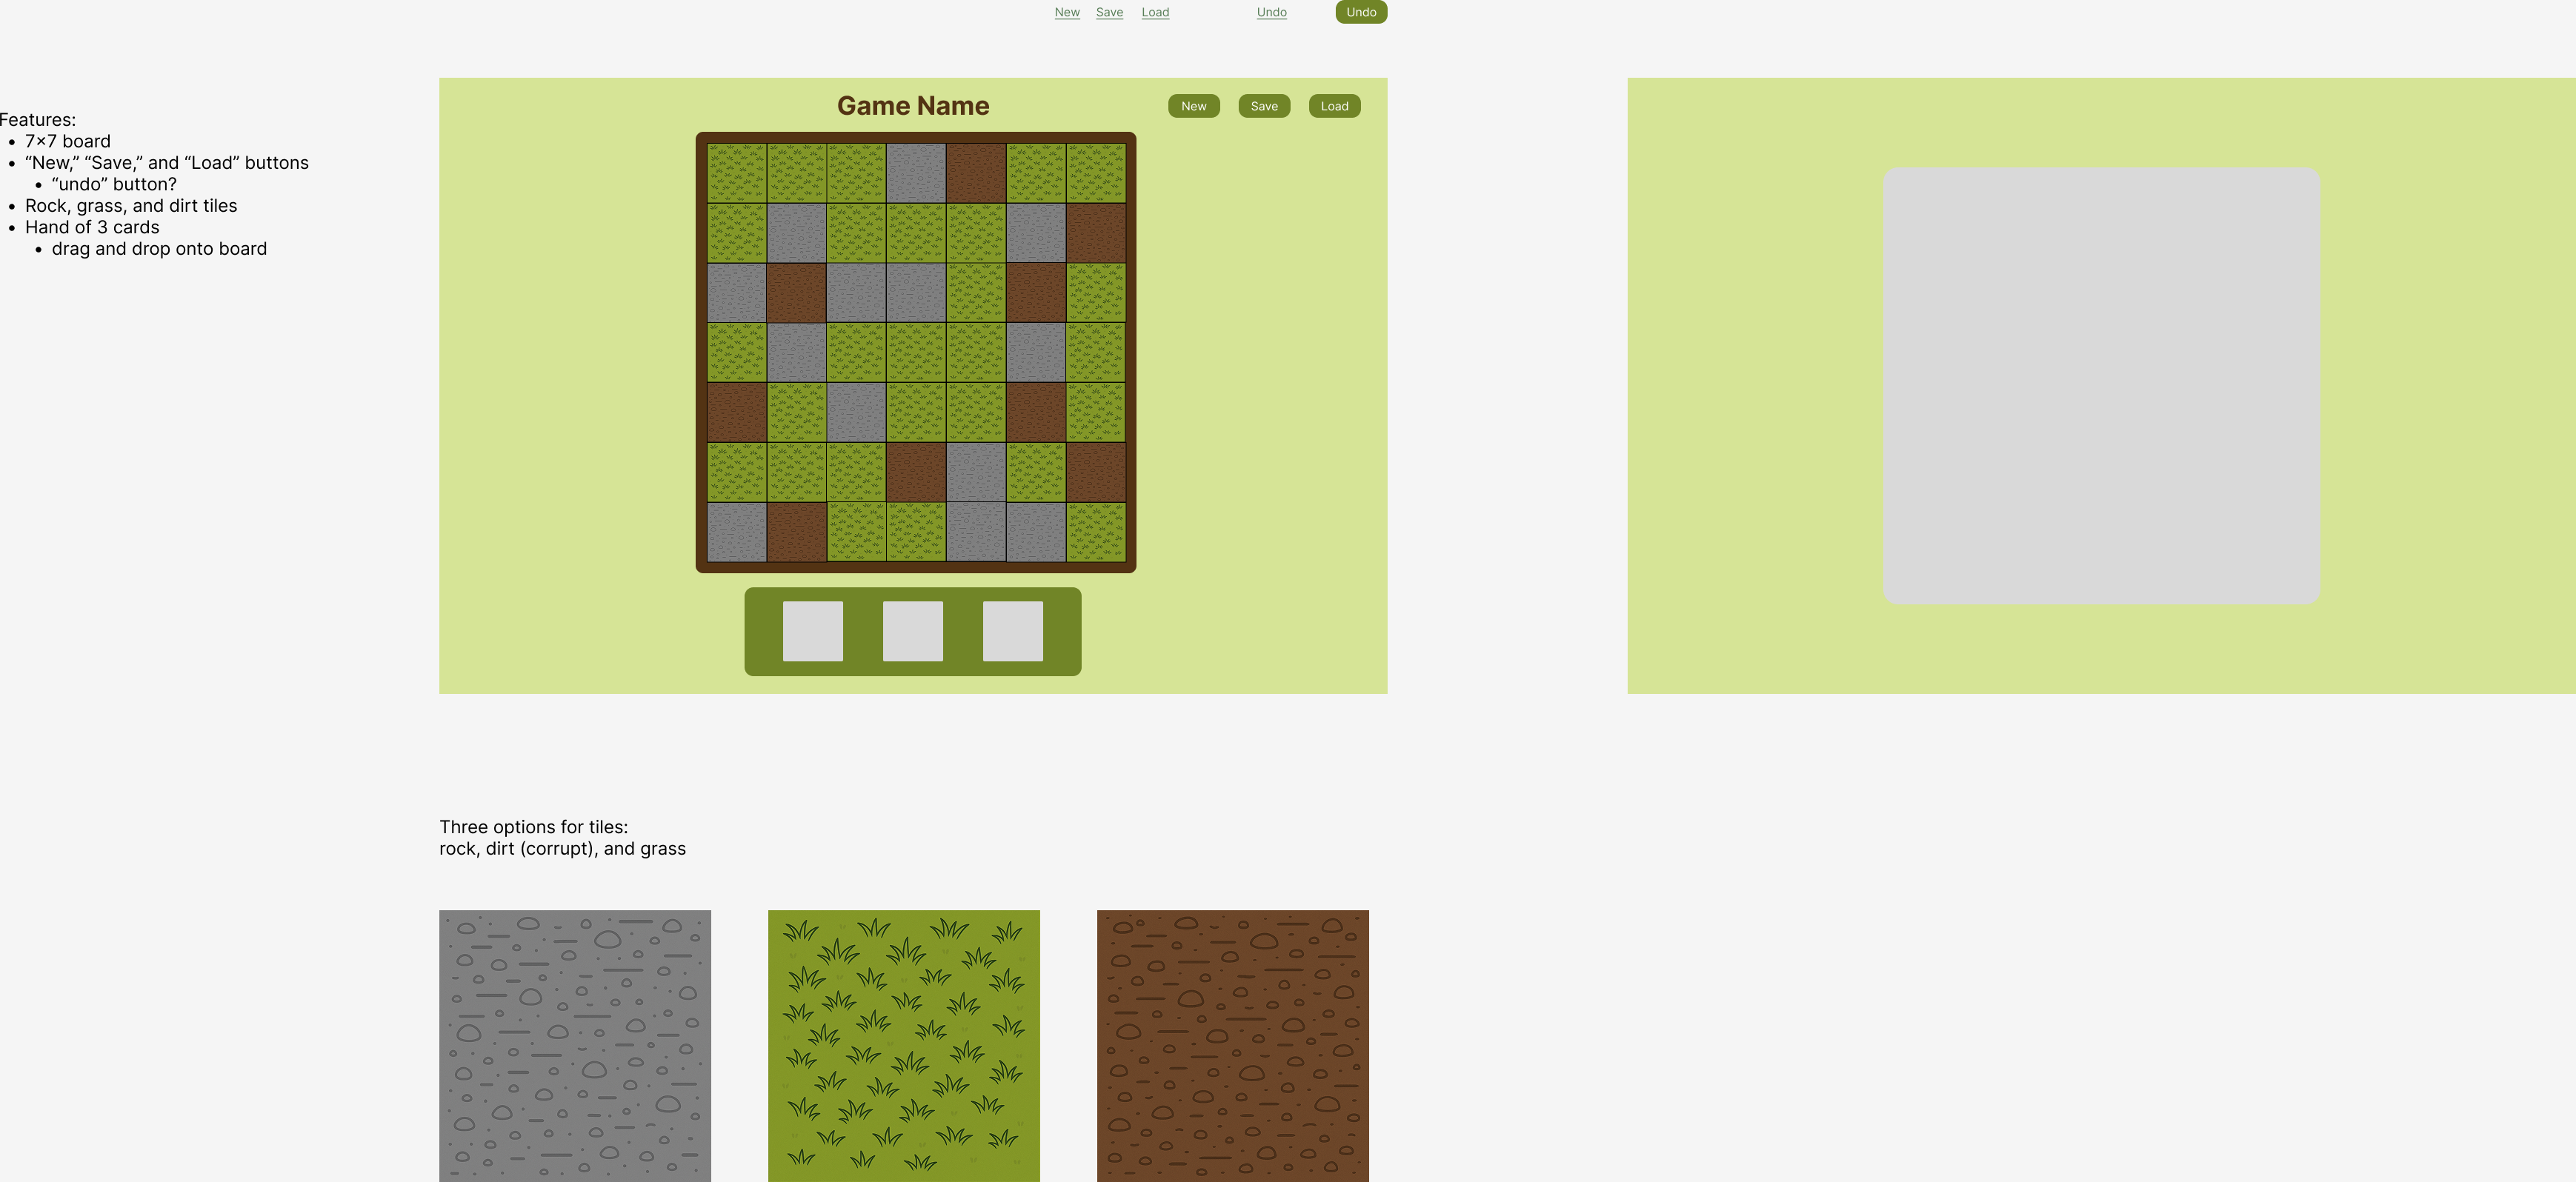 New Save Load Undo Undo
Features:
• 7×7 board
• “New,” “Save,” and “Load” buttons
• “undo” button?
• Rock, grass, and dirt tiles
• Hand of 3 cards
• drag and drop onto board
Game Name
New Save Load
Three options for tiles:
rock, dirt (corrupt), and grass